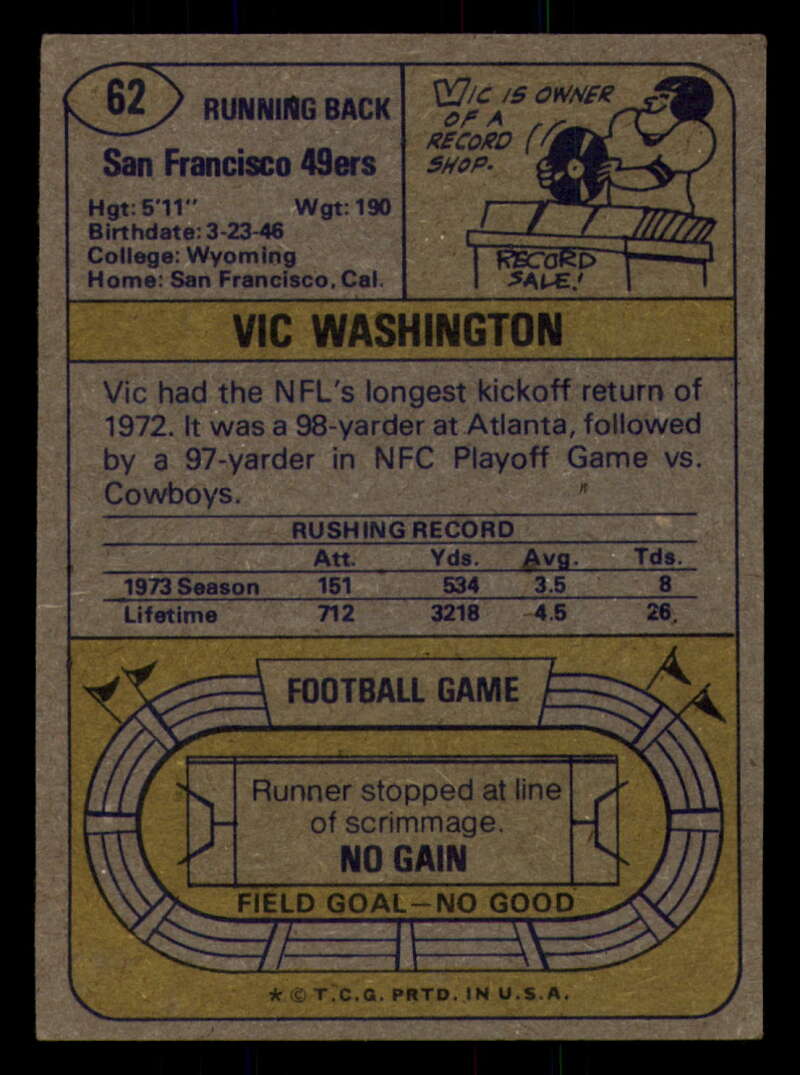 62
RUNNING BACK
San Francisco 49ers
Hgt: 5'11" Wgt: 190
Birthdate: 3-23-46
College: Wyoming
Home: San Francisco, Cal.
VIC IS OWNER
OF A
RECORD
SHOP.
RECORD
SALE!
VIC WASHINGTON
Vic had the NFL's longest kickoff return of
1972. It was a 98-yarder at Atlanta, followed
by a 97-yarder in NFC Playoff Game vs.
Cowboys.
RUSHING RECORD
Att. Yds. Avg. Tds.
1973 Season 151 534 3.5 8
Lifetime 712 3218 4.5 26
FOOTBALL GAME
Runner stopped at line
of scrimmage.
NO GAIN
FIELD GOAL—NO GOOD
* © T.C.G. PRTD. IN U.S.A.